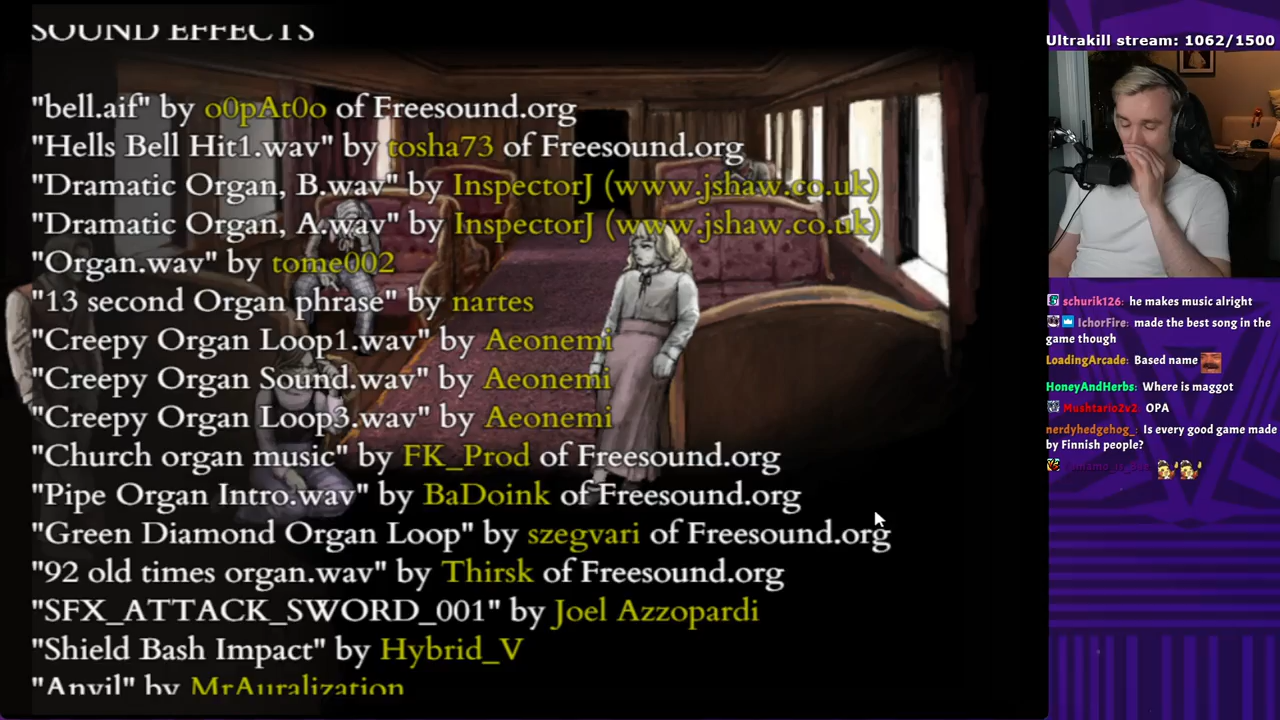 SOUND EFFECTS
"bell.aif" by o0pAt0o of Freesound.org
"Hells Bell Hit1.wav" by tosha73 of Freesound.org
"Dramatic Organ, B.wav" by InspectorJ (www.jshaw.co.uk)
"Dramatic Organ, A.wav" by InspectorJ (www.jshaw.co.uk)
"Organ.wav" by tome002
"13 second Organ phrase" by nartes
"Creepy Organ Loop1.wav" by Aeonemi
"Creepy Organ Sound.wav" by Aeonemi
"Creepy Organ Loop3.wav" by Aeonemi
"Church organ music" by FK_Prod of Freesound.org
"Pipe Organ Intro.wav" by BaDoink of Freesound.org
"Green Diamond Organ Loop" by szegvari of Freesound.org
"92 old times organ.wav" by Thirsk of Freesound.org
"SFX_ATTACK_SWORD_001" by Joel Azzopardi
"Shield Bash Impact" by Hybrid_V
"Anvil" by MrAuralization
Ultrakill stream: 1062/1500
schurik126: he makes music alright
IchorFire: made the best song in the
game though
LoadingArcade: Based name
HoneyAndHerbs: Where is maggot
Mushtario2v2: OPA
nerdyhedgehog_: Is every good game made
by Finnish people?